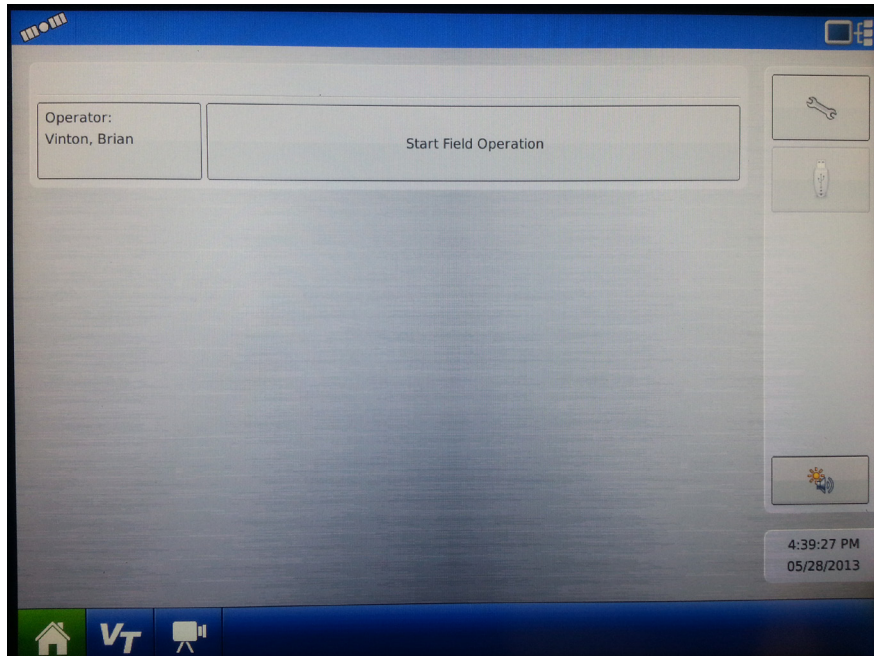 Operator:
Vinton, Brian
Start Field Operation
4:39:27 PM
05/28/2013
VT